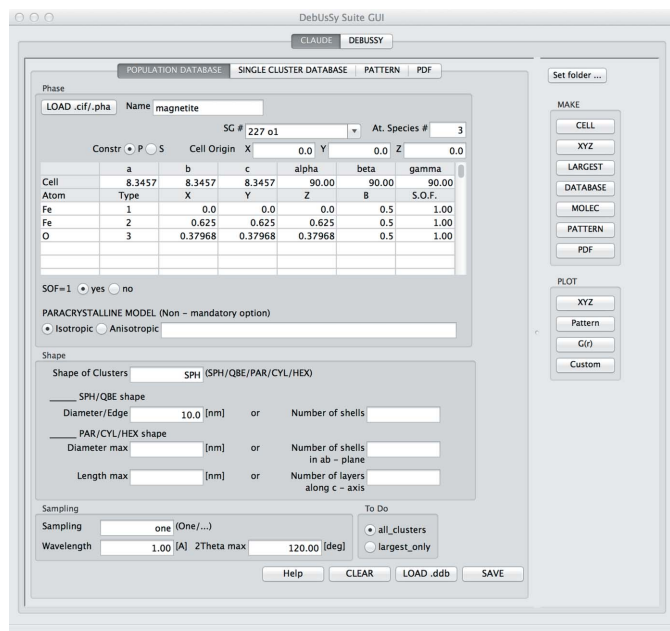 DebUsSy Suite GUI
CLAUDE DEBUSSY
POPULATION DATABASE SINGLE CLUSTER DATABASE PATTERN PDF
Phase
LOAD .cif/.pha Name magnetite
SG # 227 o1 At. Species # 3
Constr P S Cell Origin X 0.0 Y 0.0 Z 0.0
a b c alpha beta gamma
Cell 8.3457 8.3457 8.3457 90.00 90.00 90.00
Atom Type X Y Z B S.O.F.
Fe 1 0.0 0.0 0.0 0.5 1.00
Fe 2 0.625 0.625 0.625 0.5 1.00
O 3 0.37968 0.37968 0.37968 0.5 1.00
SOF=1 yes no
PARACRYSTALLINE MODEL (Non - mandatory option)
Isotropic Anisotropic
Shape
Shape of Clusters SPH (SPH/QBE/PAR/CYL/HEX)
_____ SPH/QBE shape
Diameter/Edge 10.0 [nm] or Number of shells
_____ PAR/CYL/HEX shape
Diameter max [nm] or Number of shells
in ab - plane
Length max [nm] or Number of layers
along c - axis
Sampling
Sampling one (One/...)
Wavelength 1.00 [A] 2Theta max 120.00 [deg]
To Do
all_clusters
largest_only
Help CLEAR LOAD .ddb SAVE
Set folder ...
MAKE
CELL
XYZ
LARGEST
DATABASE
MOLEC
PATTERN
PDF
PLOT
XYZ
Pattern
G(r)
Custom